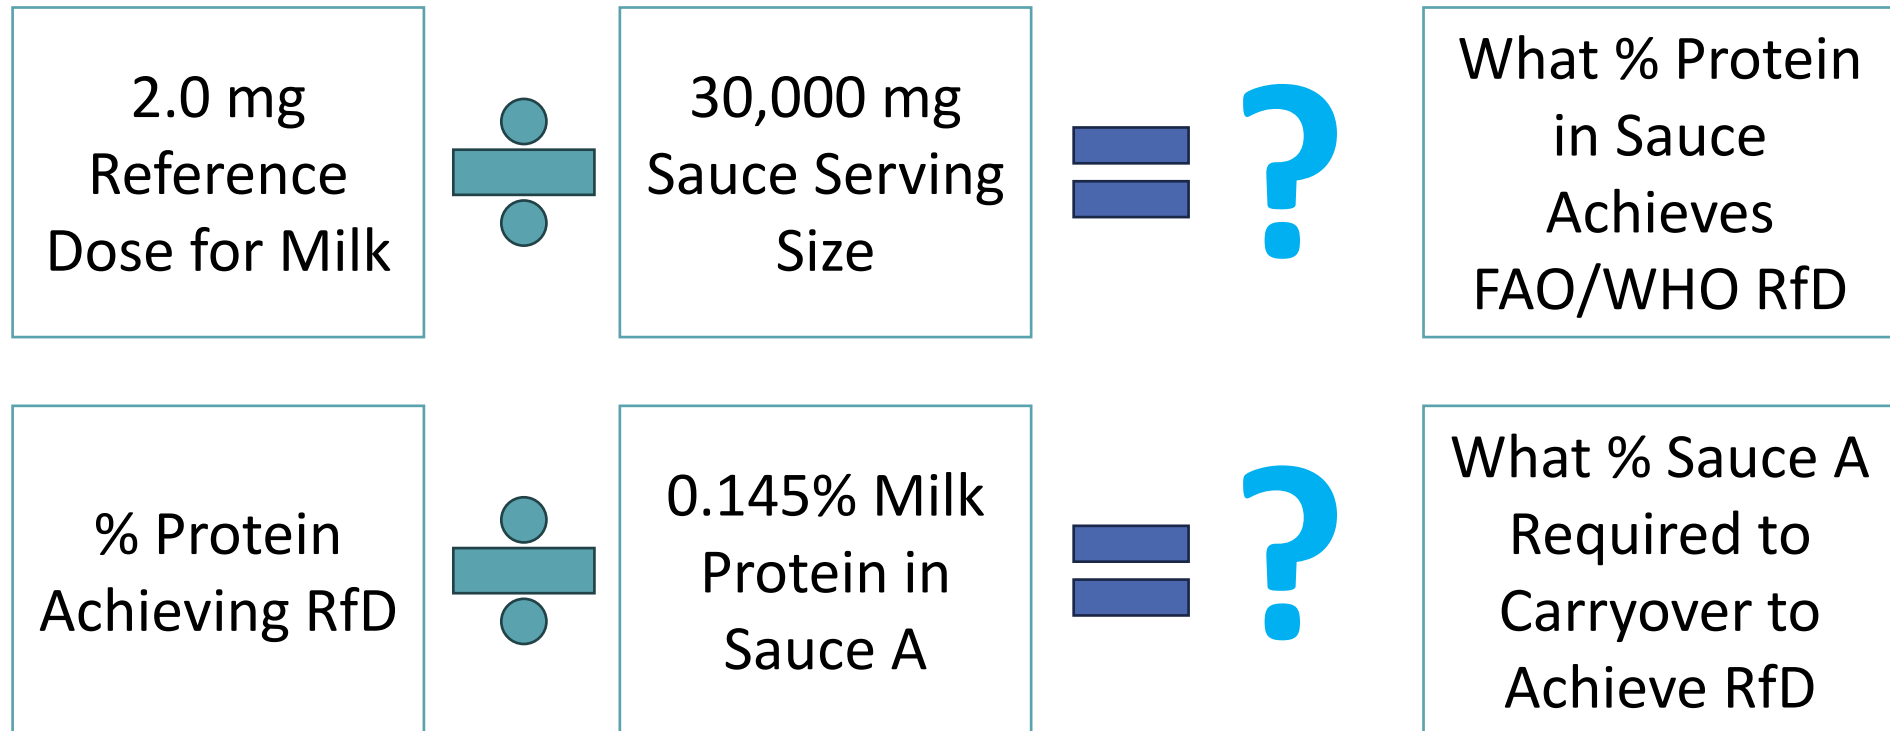 2.0 mg
Reference
Dose for Milk
÷
30,000 mg
Sauce Serving
Size
=
?
What % Protein
in Sauce
Achieves
FAO/WHO RfD
% Protein
Achieving RfD
÷
0.145% Milk
Protein in
Sauce A
=
?
What % Sauce A
Required to
Carryover to
Achieve RfD